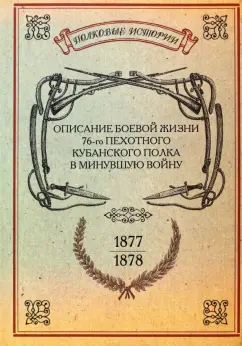 ПОЛКОВЫЕ ИСТОРИИ
ОПИСАНИЕ БОЕВОЙ ЖИЗНИ
76-го ПЕХОТНОГО
КУБАНСКОГО ПОЛКА
В МИНУВШУЮ ВОЙНУ
1877
1878